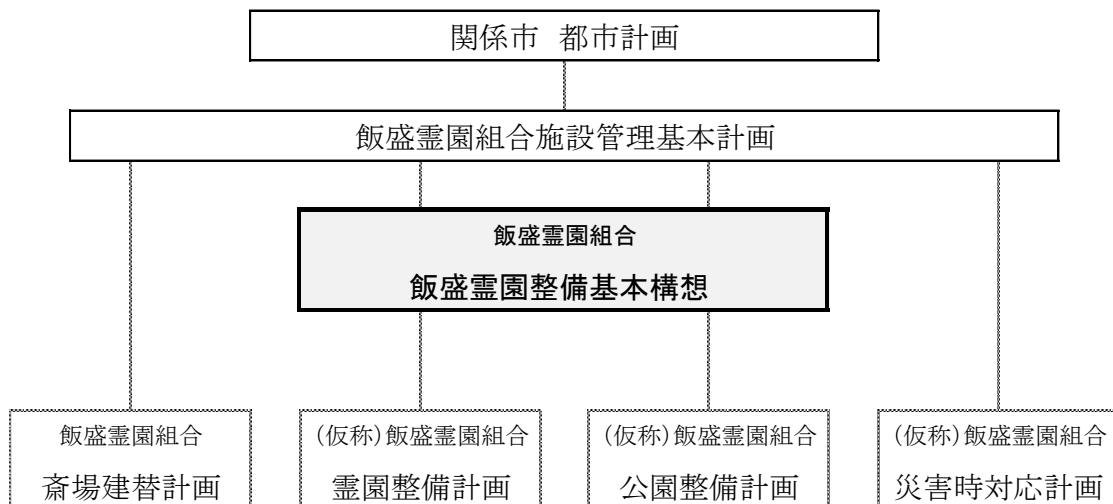 関係市 都市計画
飯盛霊園組合施設管理基本計画
飯盛霊園組合
飯盛霊園整備基本構想
飯盛霊園組合
斎場建替計画
(仮称)飯盛霊園組合
霊園整備計画
(仮称)飯盛霊園組合
公園整備計画
(仮称)飯盛霊園組合
災害時対応計画